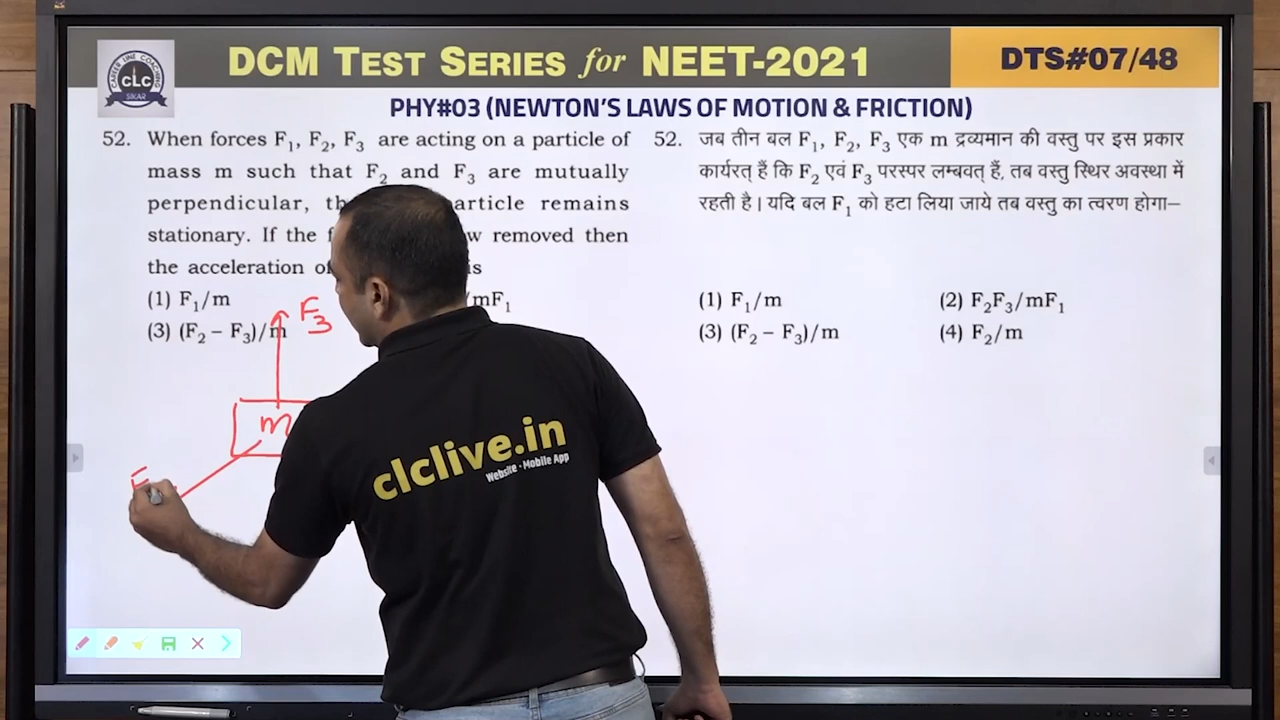 DCM TEST SERIES for NEET-2021
DTS#07/48
CAREER LINE COACHING
CLC
SIKAR
PHY#03 (NEWTON'S LAWS OF MOTION & FRICTION)
52. When forces F₁, F₂, F₃ are acting on a particle of
mass m such that F₂ and F₃ are mutually
perpendicular, article remains
stationary. If the removed then
the acceleration is
(1) F₁/m mF₁
(3) (F₂ – F₃)/m
52. जब तीन बल F₁, F₂, F₃ एक m द्रव्यमान की वस्तु पर इस प्रकार
कार्यरत् हैं कि F₂ एवं F₃ परस्पर लम्बवत् हैं, तब वस्तु स्थिर अवस्था में
रहती है। यदि बल F₁ को हटा लिया जाये तब वस्तु का त्वरण होगा–
(1) F₁/m (2) F₂F₃/mF₁
(3) (F₂ – F₃)/m (4) F₂/m
F₃
m
clclive.in
Website · Mobile App